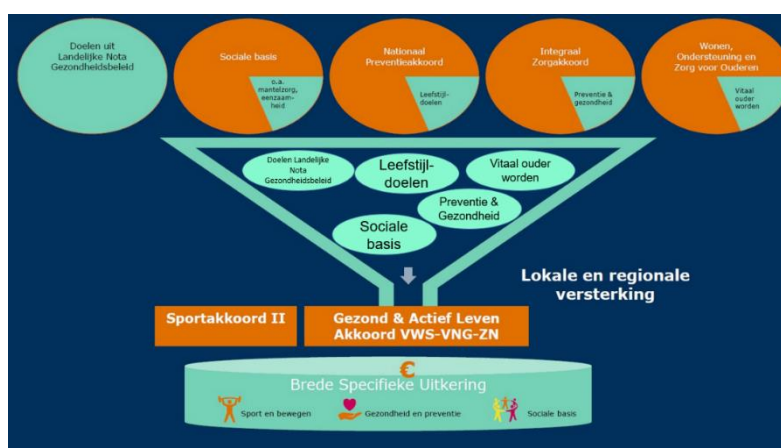 Doelen uit
Landelijke Nota
Gezondheidsbeleid
Sociale basis
o.a.
mantelzorg,
eenzaam-
heid
Nationaal
Preventieakkoord
Leefstijl-
doelen
Integraal
Zorgakkoord
Preventie &
gezondheid
Wonen,
Ondersteuning en
Zorg voor Ouderen
Vitaal
ouder
worden
Doelen Landelijke
Nota
Gezondheidsbeleid
Leefstijl-
doelen
Vitaal ouder
worden
Preventie &
Gezondheid
Sociale
basis
Lokale en regionale
versterking
Sportakkoord II
Gezond & Actief Leven
Akkoord VWS-VNG-ZN
€
Brede Specifieke Uitkering
Sport en bewegen
Gezondheid en preventie
Sociale basis